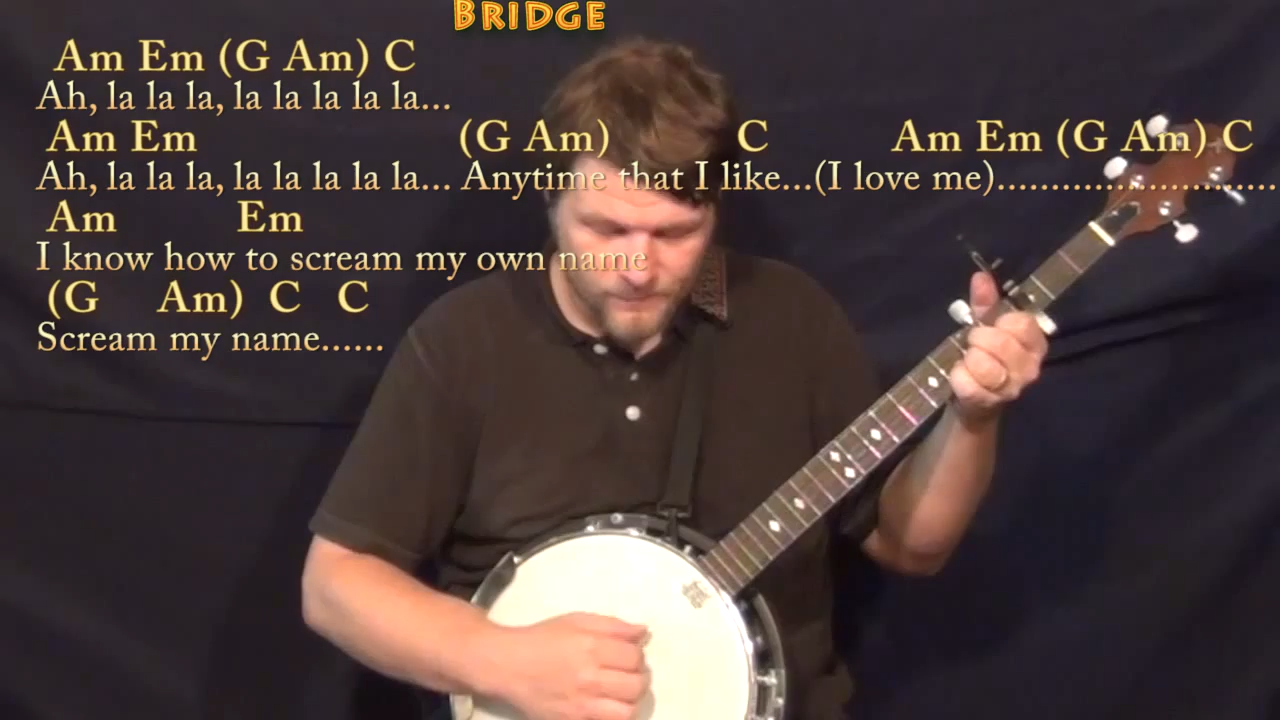 BRIDGE
Am Em (G Am) C
Ah, la la la, la la la la la...
Am Em (G Am) C Am Em (G Am) C
Ah, la la la, la la la la la... Anytime that I like...(I love me)..........................
Am Em
I know how to scream my own name
(G Am) C C
Scream my name......